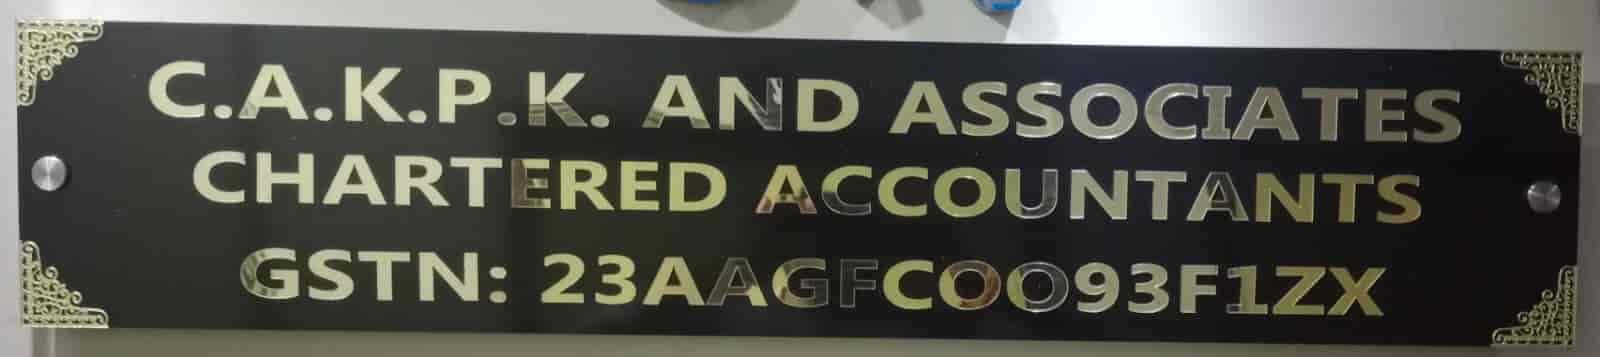 C.A.K.P.K. AND ASSOCIATES
CHARTERED ACCOUNTANTS
GSTN: 23AAGFCOO93F1ZX